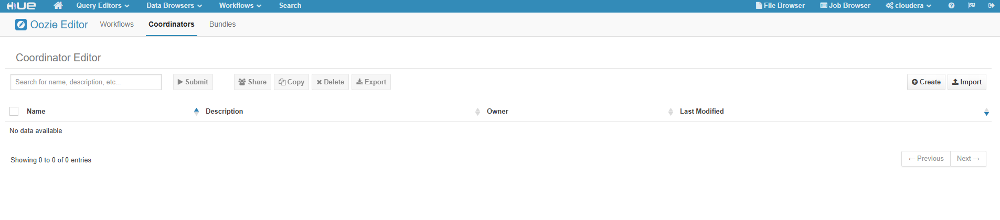 HUE Query Editors Data Browsers Workflows Search File Browser Job Browser cloudera
Oozie Editor Workflows Coordinators Bundles
Coordinator Editor
Search for name, description, etc... Submit Share Copy Delete Export Create Import
Name Description Owner Last Modified
No data available
Showing 0 to 0 of 0 entries ← Previous Next →